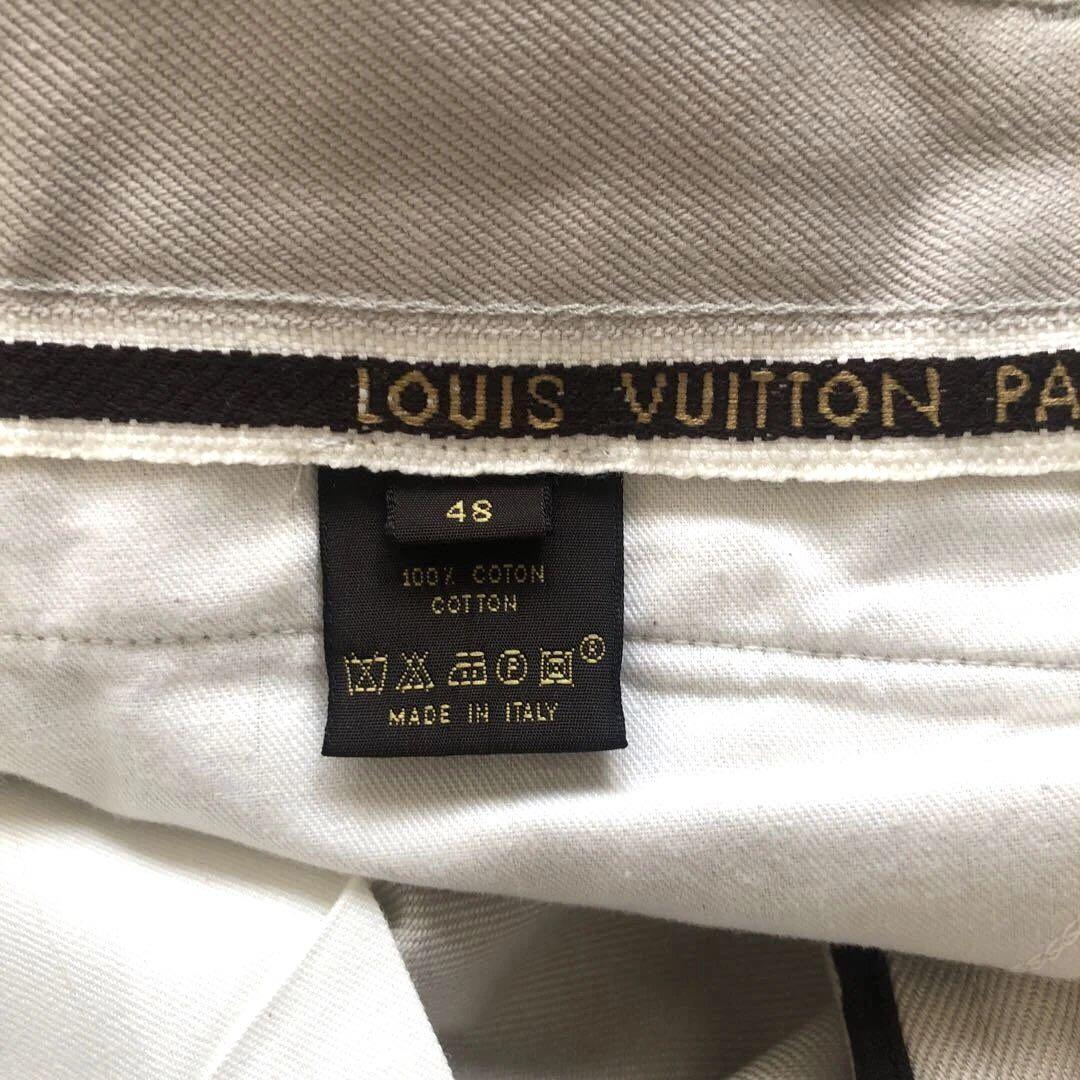 LOUIS VUITTON PA
48
100% COTON
COTTON
P
®
MADE IN ITALY